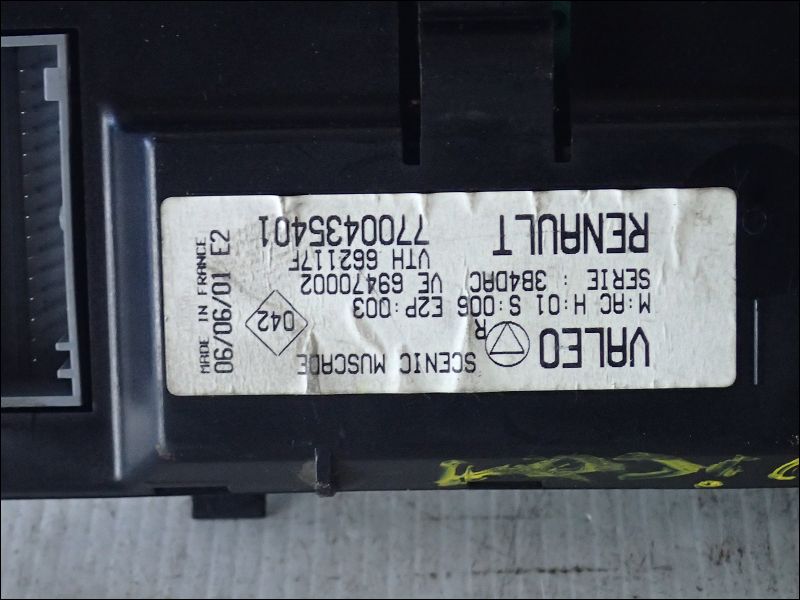 VALEO R SCENIC MUSCADE
M:AC H:01 S:006 E2P:003
SERIE : 3B4DAC VE 69470002
VTH 662117F
RENAULT 7700435401
042
MADE IN FRANCE
06/06/01 E2